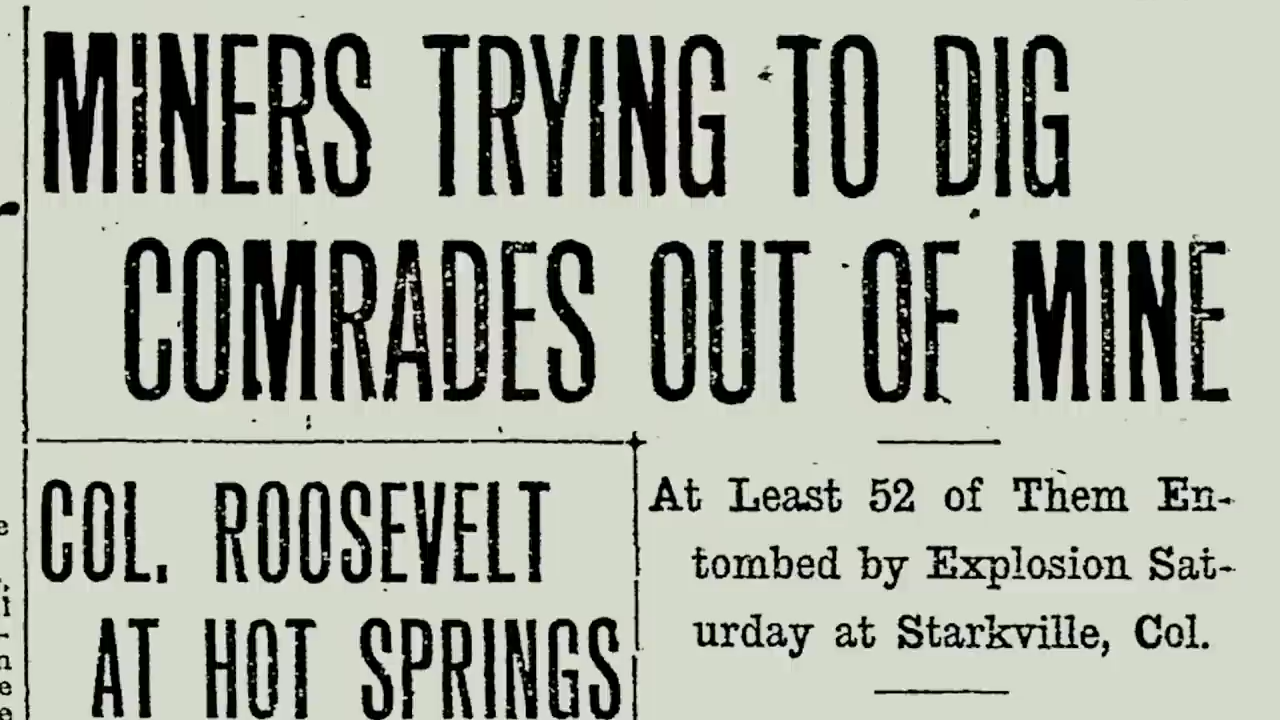 MINERS TRYING TO DIG
COMRADES OUT OF MINE
COL. ROOSEVELT
AT HOT SPRINGS
At Least 52 of Them En-
tombed by Explosion Sat-
urday at Starkville, Col.